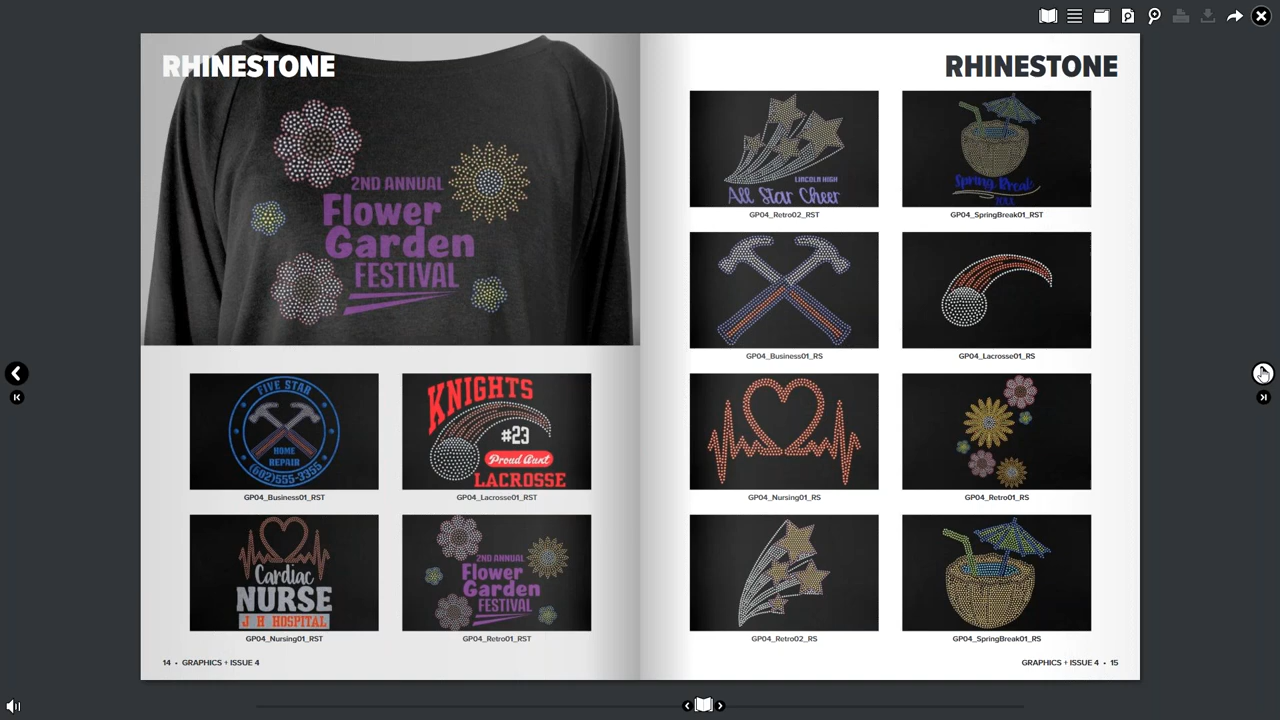 RHINESTONE
2ND ANNUAL
Flower
Garden
FESTIVAL
FIVE STAR
HOME
REPAIR
(602)555-3955
GP04_Business01_RST
KNIGHTS
#23
Proud Aunt
LACROSSE
GP04_Lacrosse01_RST
Cardiac
NURSE
J H HOSPITAL
GP04_Nursing01_RST
2ND ANNUAL
Flower
Garden
FESTIVAL
GP04_Retro01_RST
14 • GRAPHICS + ISSUE 4
RHINESTONE
LINCOLN HIGH
All Star Cheer
GP04_Retro02_RST
Spring Break
GP04_SpringBreak01_RST
GP04_Business01_RS
GP04_Lacrosse01_RS
GP04_Nursing01_RS
GP04_Retro01_RS
GP04_Retro02_RS
GP04_SpringBreak01_RS
GRAPHICS + ISSUE 4 • 15